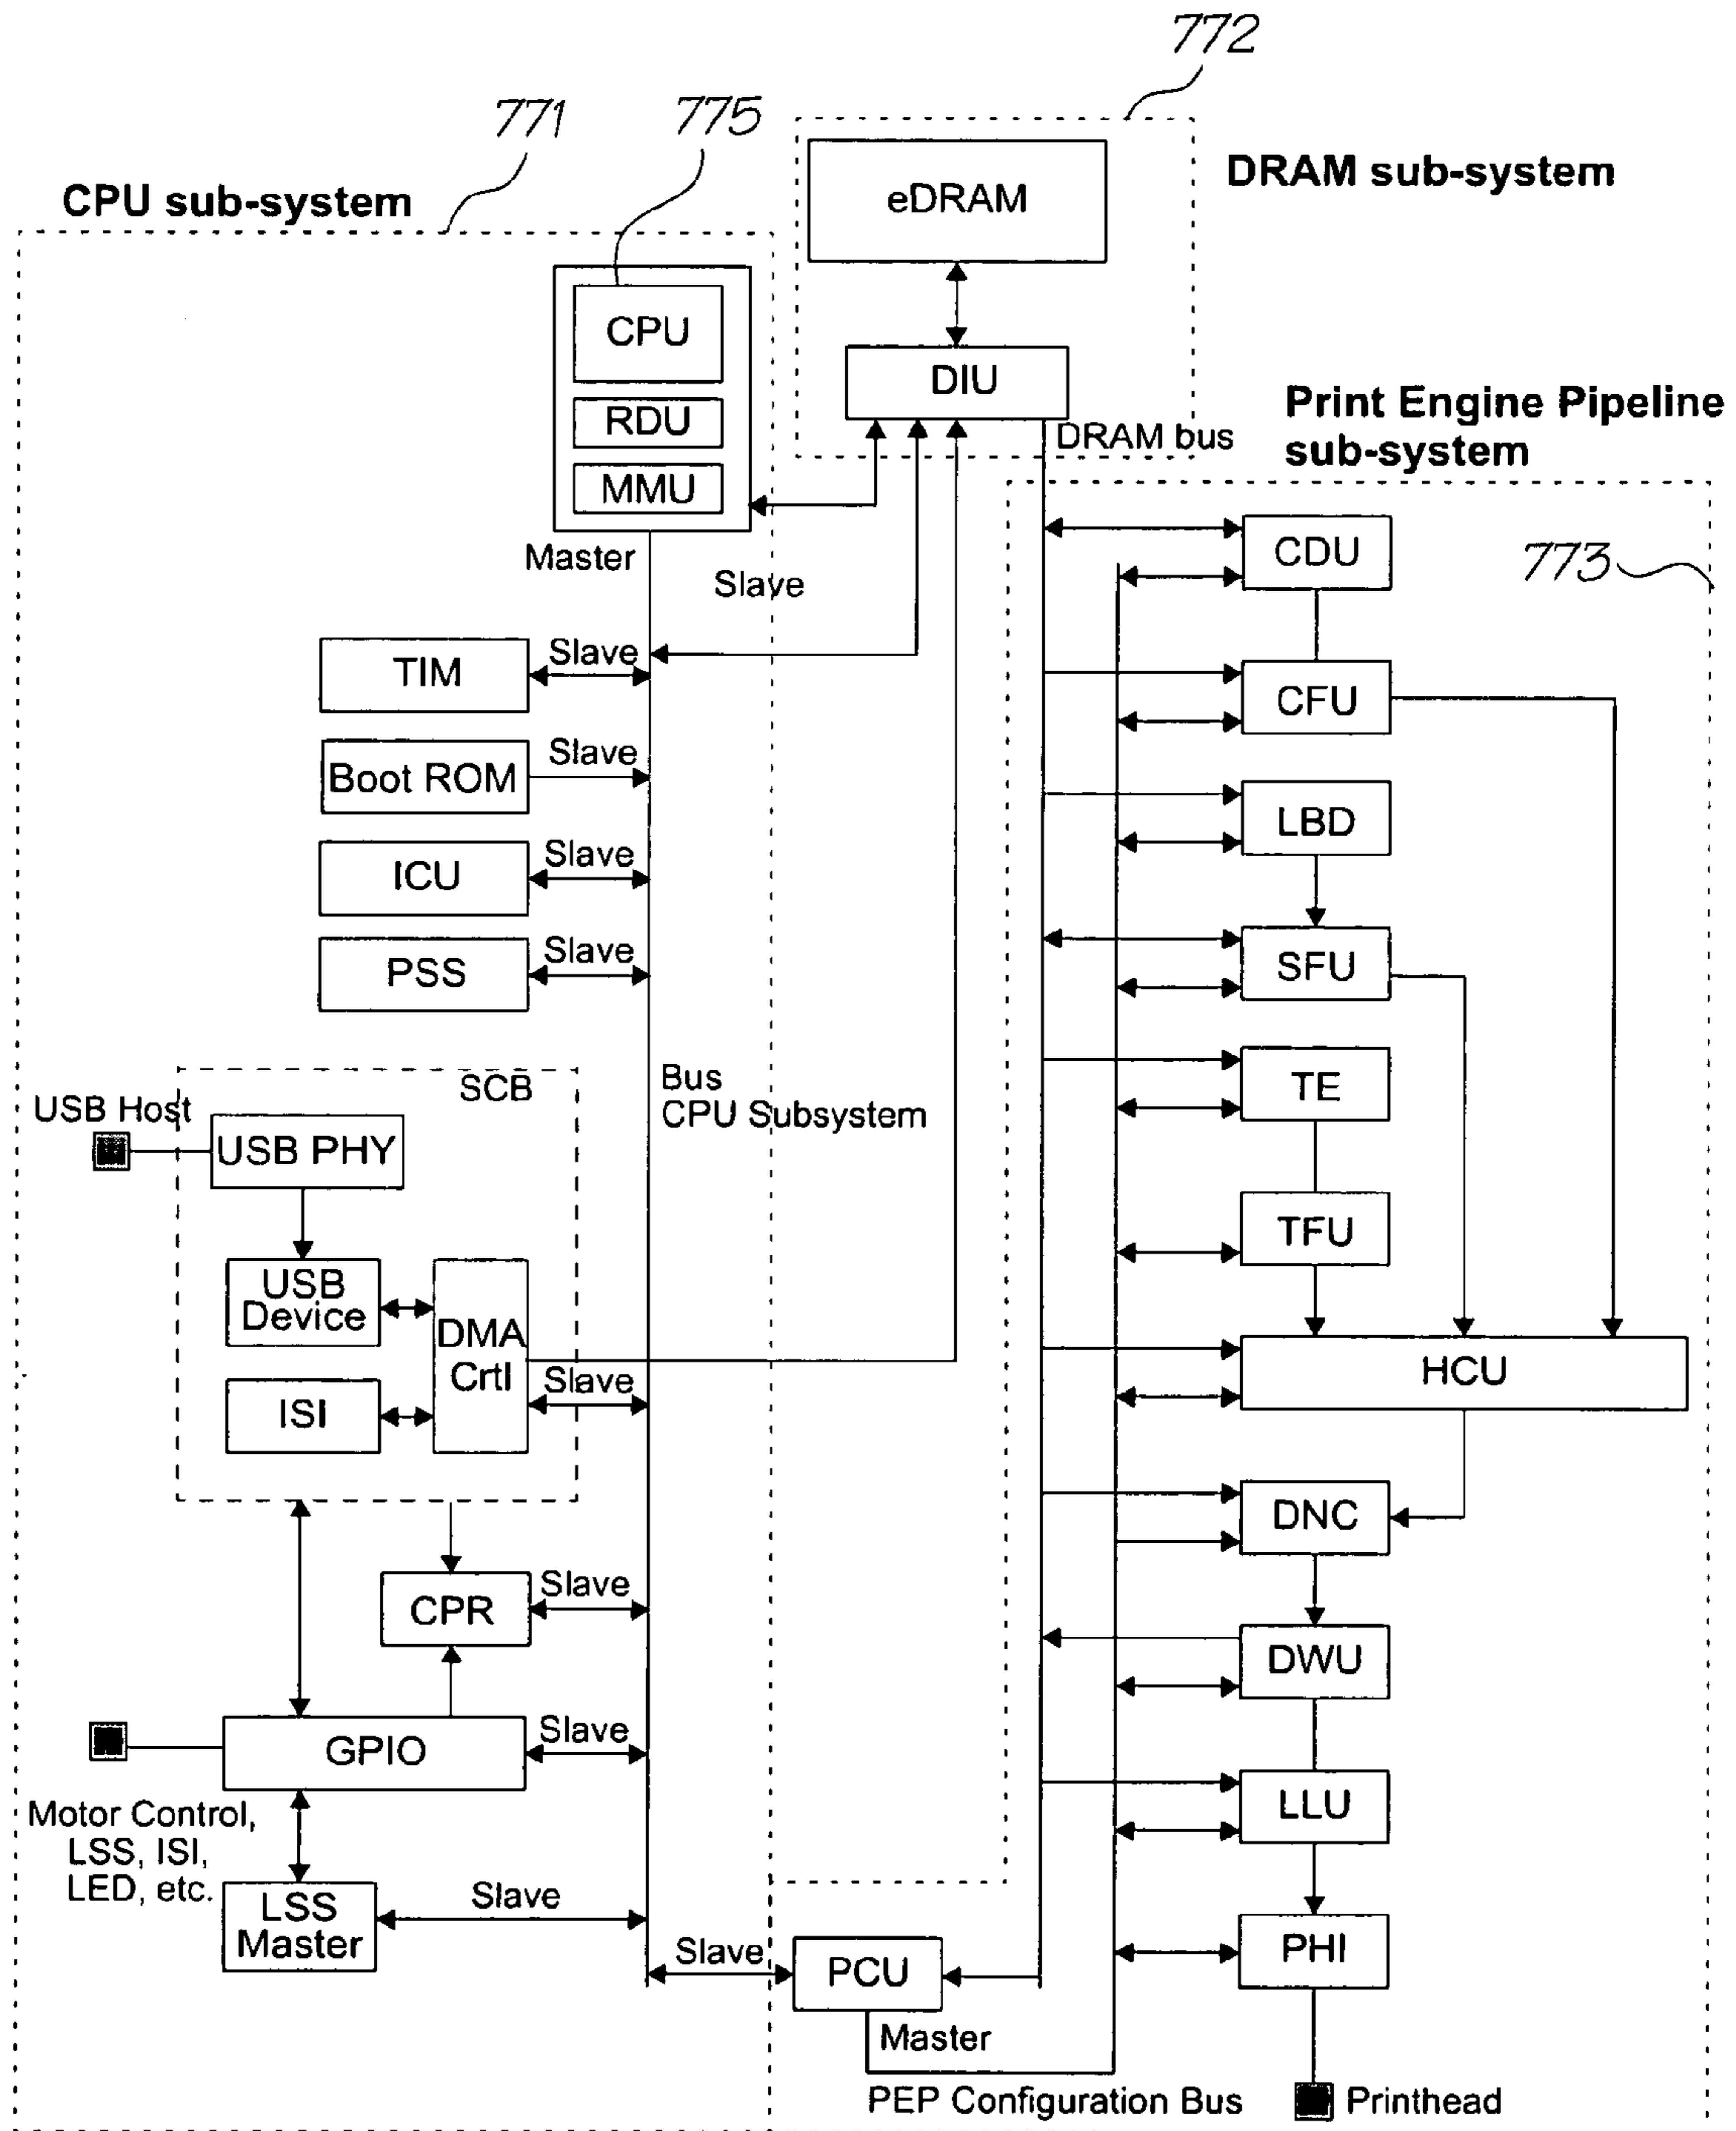 772
771
775
CPU sub-system
DRAM sub-system
eDRAM
CPU
RDU
MMU
DIU
DRAM bus
Print Engine Pipeline
sub-system
Master
Slave
773
CDU
TIM
Slave
CFU
Boot ROM
Slave
LBD
ICU
Slave
PSS
Slave
SFU
SCB
Bus
CPU Subsystem
TE
USB Host
USB PHY
TFU
USB
Device
DMA
Crtl
Slave
ISI
HCU
DNC
CPR
Slave
DWU
GPIO
Slave
Motor Control,
LSS, ISI,
LED, etc.
LLU
LSS
Master
Slave
PHI
Slave
PCU
Master
PEP Configuration Bus
Printhead